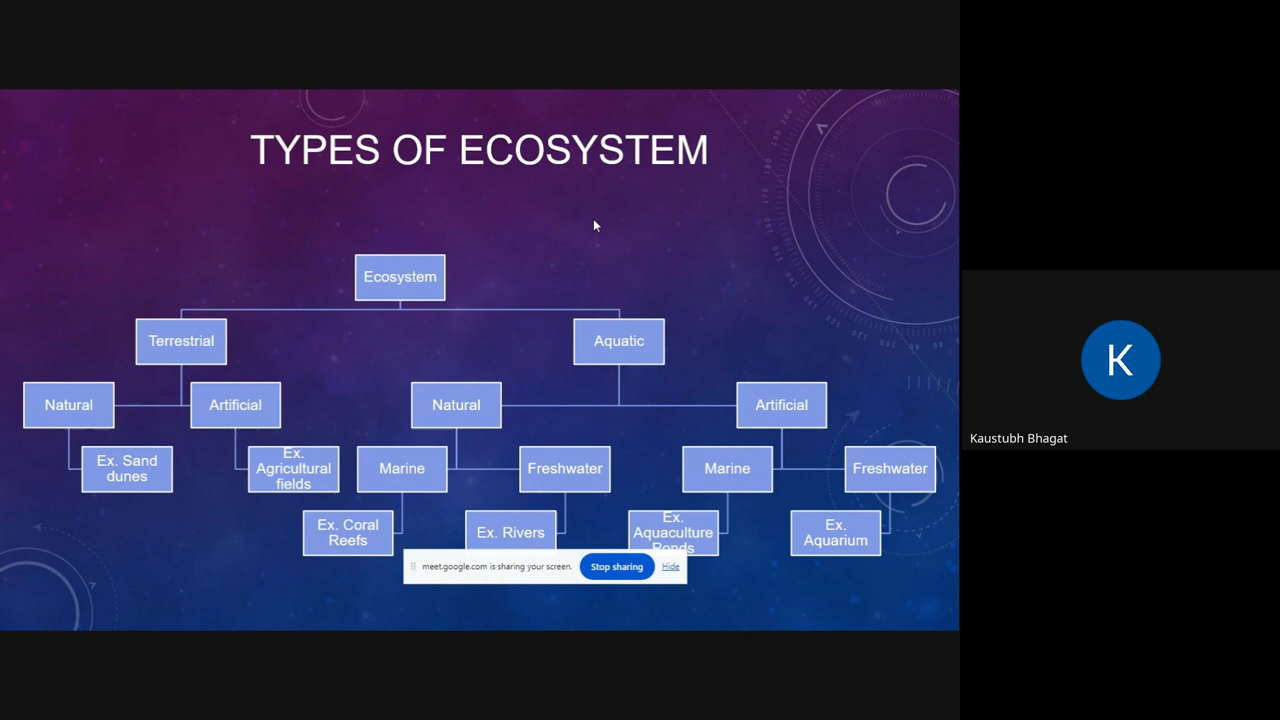 TYPES OF ECOSYSTEM
Ecosystem
Terrestrial
Aquatic
Natural
Artificial
Natural
Artificial
Ex. Sand
dunes
Ex.
Agricultural
fields
Marine
Freshwater
Marine
Freshwater
Ex. Coral
Reefs
Ex. Rivers
Ex.
Aquaculture
Ponds
Ex.
Aquarium
meet.google.com is sharing your screen.
Stop sharing
Hide
K
Kaustubh Bhagat